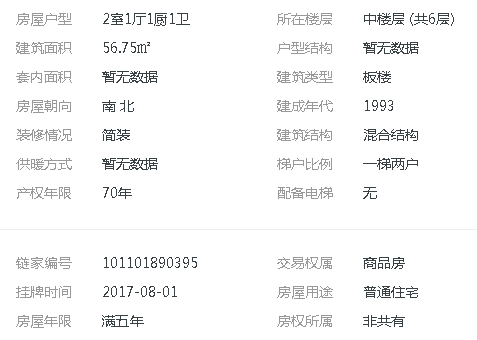 房屋户型 2室1厅1厨1卫 所在楼层 中楼层 (共6层)
建筑面积 56.75㎡ 户型结构 暂无数据
套内面积 暂无数据 建筑类型 板楼
房屋朝向 南 北 建成年代 1993
装修情况 简装 建筑结构 混合结构
供暖方式 暂无数据 梯户比例 一梯两户
产权年限 70年 配备电梯 无
链家编号 101101890395 交易权属 商品房
挂牌时间 2017-08-01 房屋用途 普通住宅
房屋年限 满五年 房权所属 非共有